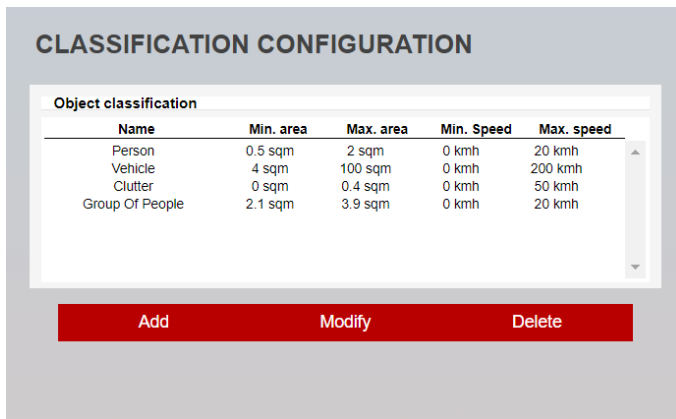 CLASSIFICATION CONFIGURATION
Object classification
Name Min. area Max. area Min. Speed Max. speed
Person 0.5 sqm 2 sqm 0 kmh 20 kmh
Vehicle 4 sqm 100 sqm 0 kmh 200 kmh
Clutter 0 sqm 0.4 sqm 0 kmh 50 kmh
Group Of People 2.1 sqm 3.9 sqm 0 kmh 20 kmh
Add Modify Delete